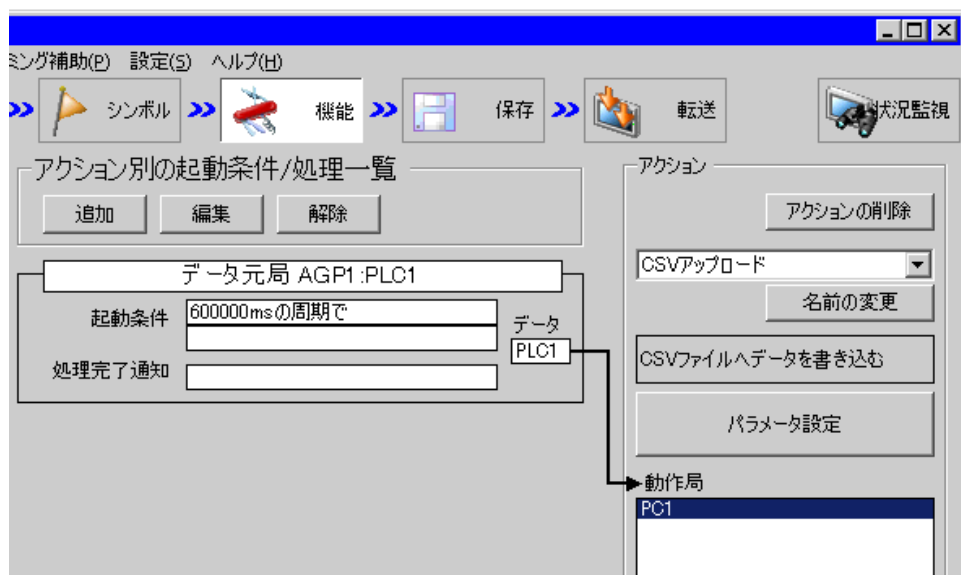 ミング補助(P) 設定(S) ヘルプ(H)
シンボル 機能 保存 転送 状況監視
アクション別の起動条件/処理一覧
追加 編集 解除
データ元局 AGP1:PLC1
起動条件 600000msの周期で
データ
PLC1
処理完了通知
アクション
アクションの削除
CSVアップロード
名前の変更
CSVファイルへデータを書き込む
パラメータ設定
動作局
PC1